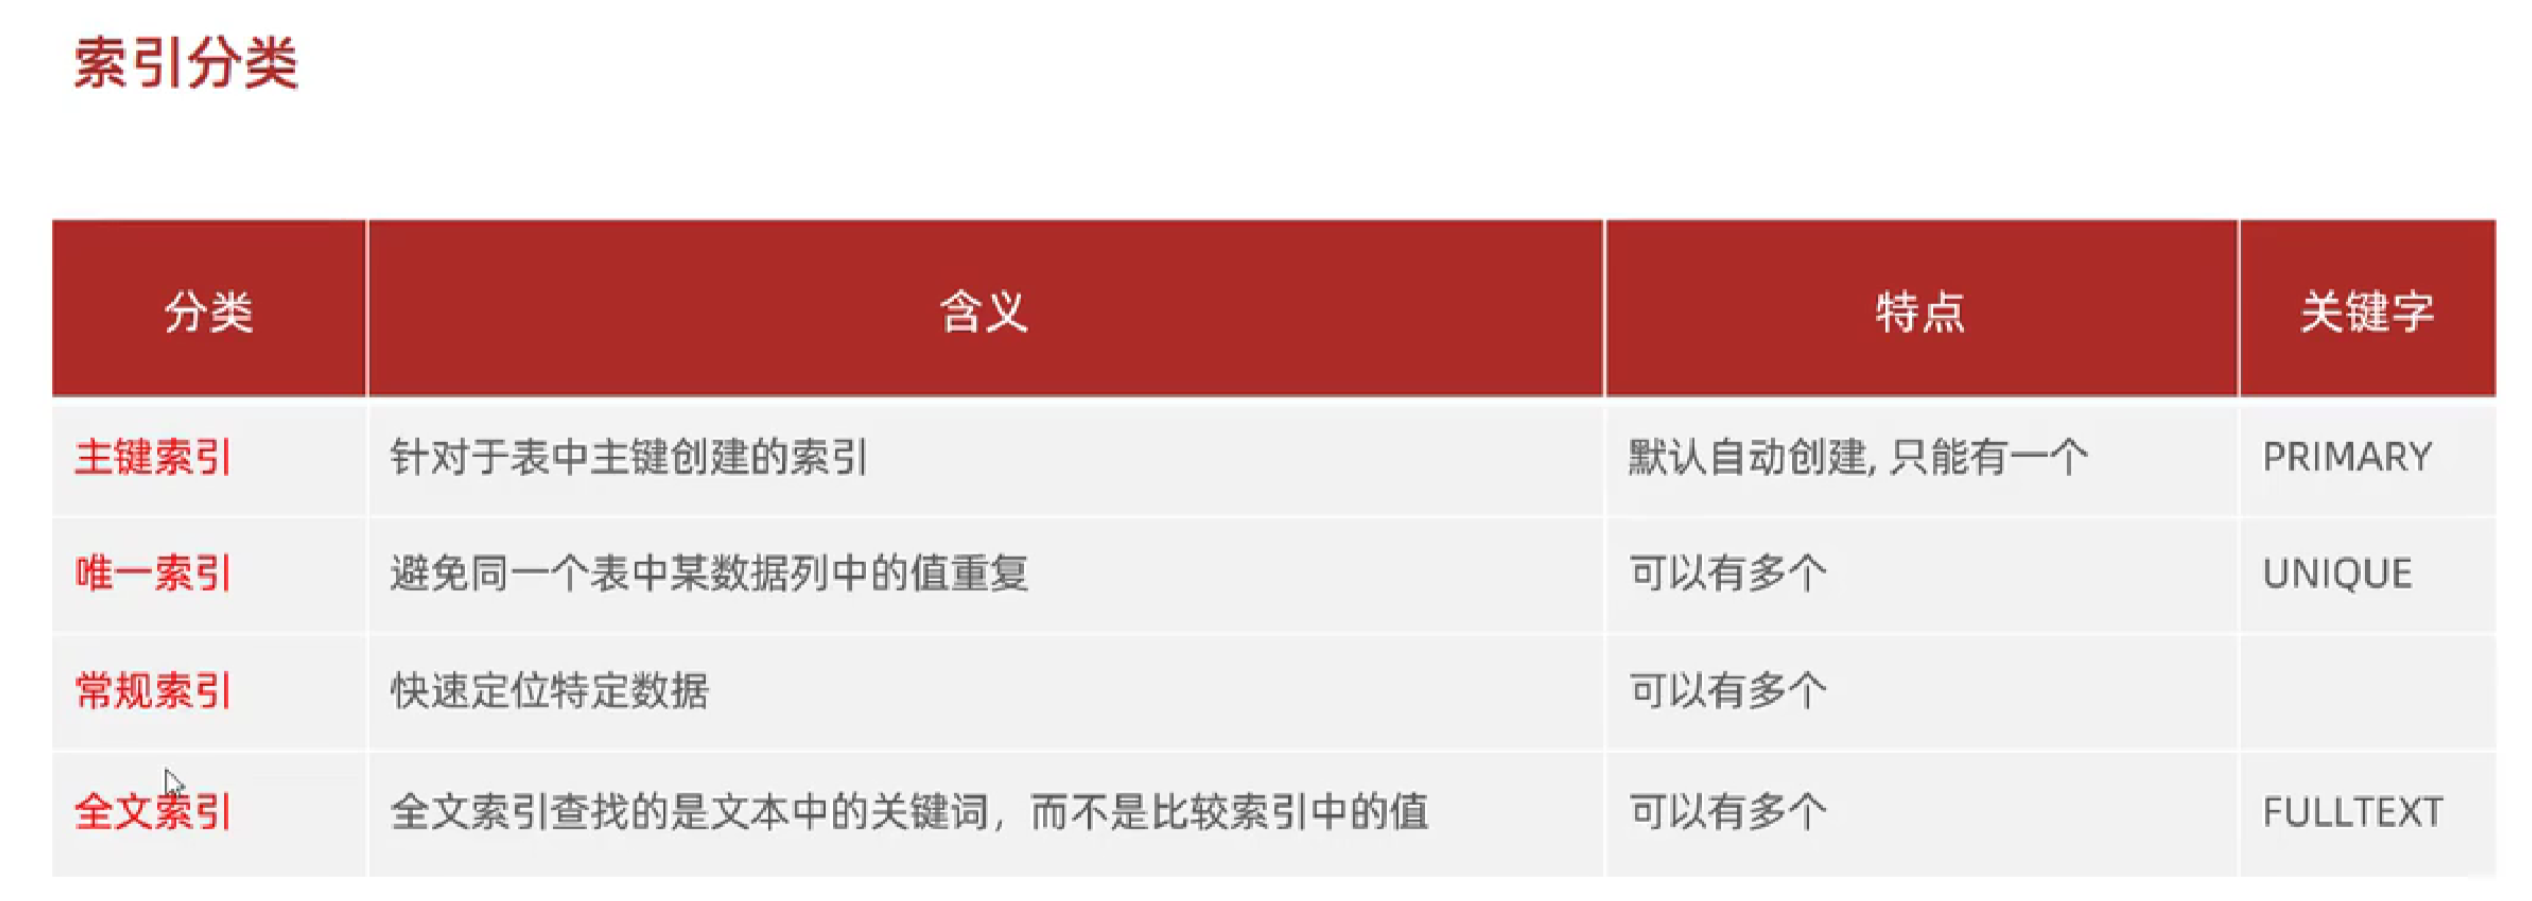 索引分类
分类 含义 特点 关键字
主键索引 针对于表中主键创建的索引 默认自动创建, 只能有一个 PRIMARY
唯一索引 避免同一个表中某数据列中的值重复 可以有多个 UNIQUE
常规索引 快速定位特定数据 可以有多个
全文索引 全文索引查找的是文本中的关键词，而不是比较索引中的值 可以有多个 FULLTEXT